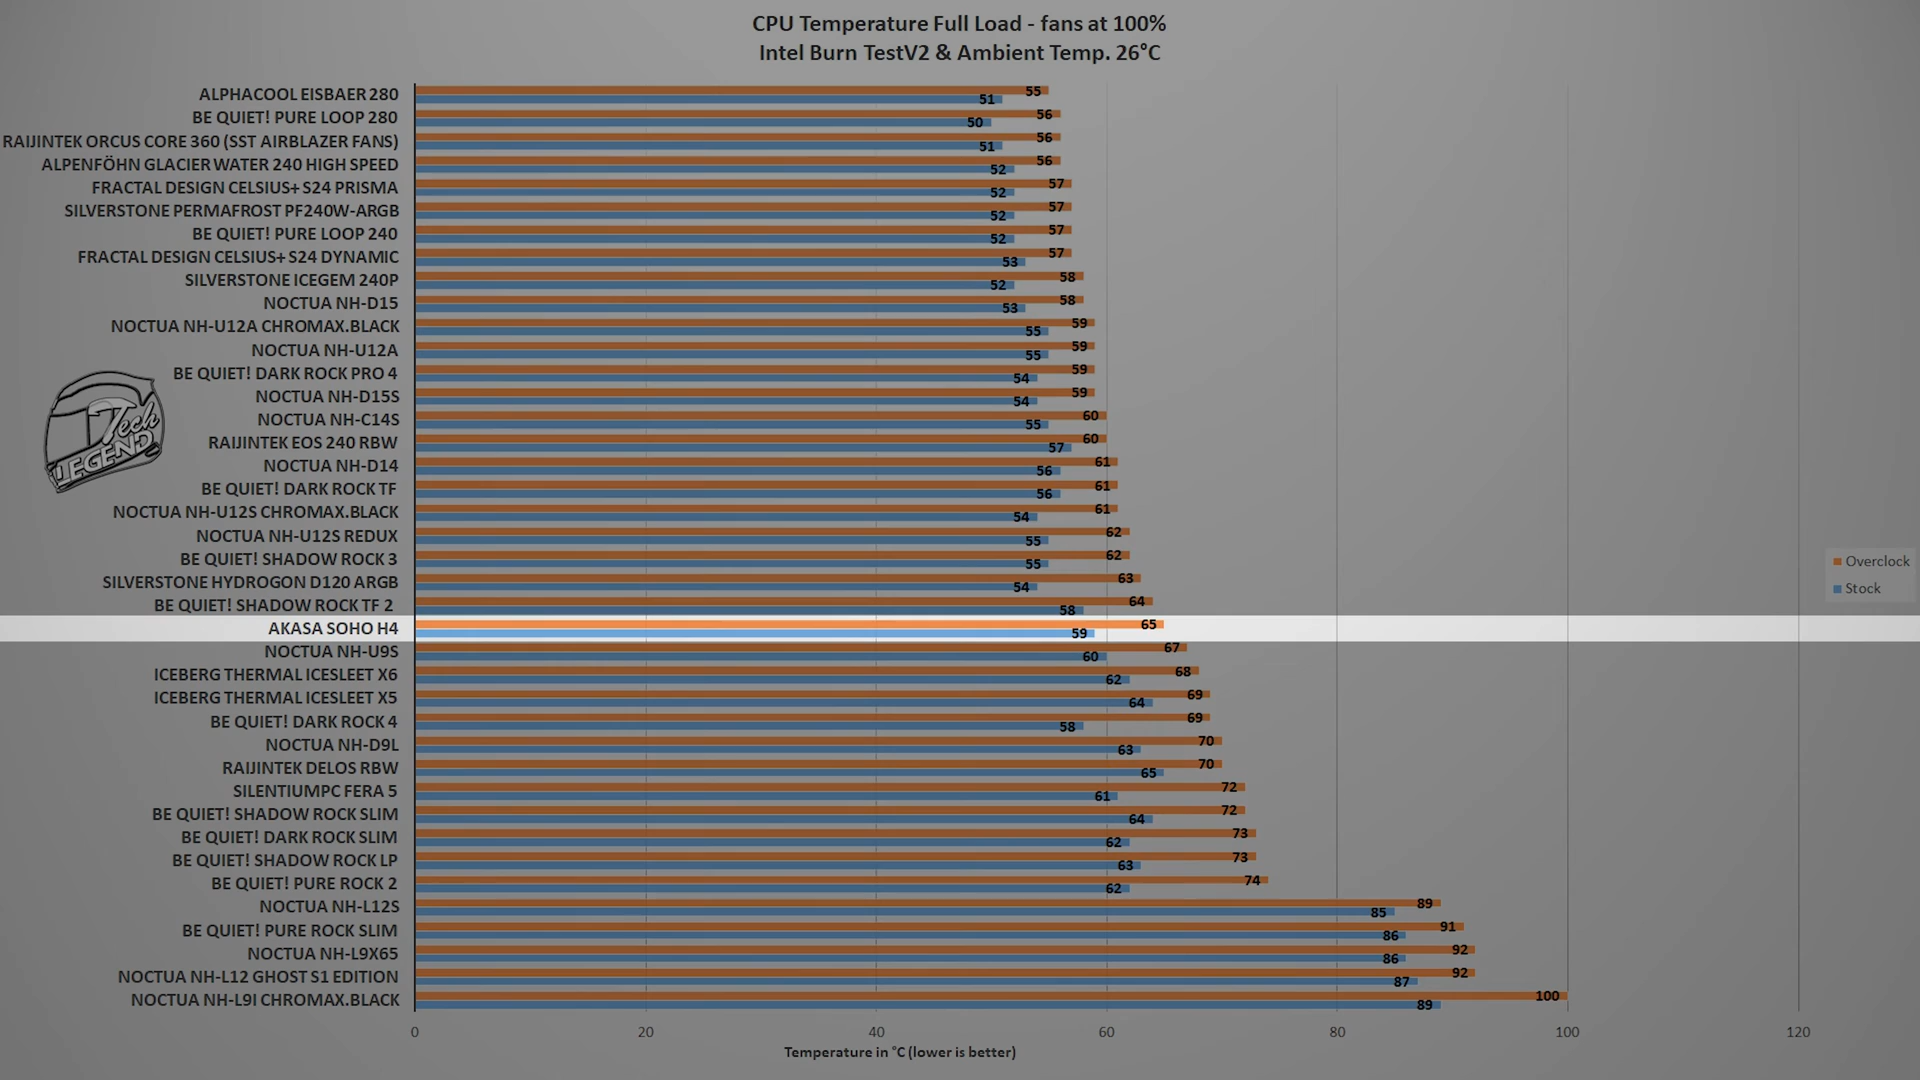 CPU Temperature Full Load - fans at 100%
Intel Burn TestV2 & Ambient Temp. 26°C
ALPHACOOL EISBAER 280 55 51
BE QUIET! PURE LOOP 280 56 50
RAIJINTEK ORCUS CORE 360 (SST AIRBLAZER FANS) 56 51
ALPENFÖHN GLACIER WATER 240 HIGH SPEED 56 52
FRACTAL DESIGN CELSIUS+ S24 PRISMA 57 52
SILVERSTONE PERMAFROST PF240W-ARGB 57 52
BE QUIET! PURE LOOP 240 57 52
FRACTAL DESIGN CELSIUS+ S24 DYNAMIC 57 53
SILVERSTONE ICEGEM 240P 58 52
NOCTUA NH-D15 58 53
NOCTUA NH-U12A CHROMAX.BLACK 59 55
NOCTUA NH-U12A 59 55
BE QUIET! DARK ROCK PRO 4 59 54
NOCTUA NH-D15S 59 54
NOCTUA NH-C14S 60 55
RAIJINTEK EOS 240 RBW 60 57
NOCTUA NH-D14 61 56
BE QUIET! DARK ROCK TF 61 56
NOCTUA NH-U12S CHROMAX.BLACK 61 54
NOCTUA NH-U12S REDUX 62 55
BE QUIET! SHADOW ROCK 3 62 55
SILVERSTONE HYDROGON D120 ARGB 63 54
BE QUIET! SHADOW ROCK TF 2 64 58
AKASA SOHO H4 65 59
NOCTUA NH-U9S 67 60
ICEBERG THERMAL ICESLEET X6 68 62
ICEBERG THERMAL ICESLEET X5 69 64
BE QUIET! DARK ROCK 4 69 58
NOCTUA NH-D9L 70 63
RAIJINTEK DELOS RBW 70 65
SILENTIUMPC FERA 5 72 61
BE QUIET! SHADOW ROCK SLIM 72 64
BE QUIET! DARK ROCK SLIM 73 62
BE QUIET! SHADOW ROCK LP 73 63
BE QUIET! PURE ROCK 2 74 62
NOCTUA NH-L12S 89 85
BE QUIET! PURE ROCK SLIM 91 86
NOCTUA NH-L9X65 92 86
NOCTUA NH-L12 GHOST S1 EDITION 92 87
NOCTUA NH-L9I CHROMAX.BLACK 100 89
0 20 40 60 80 100 120
Temperature in °C (lower is better)
Overclock
Stock
Tech
LEGEND